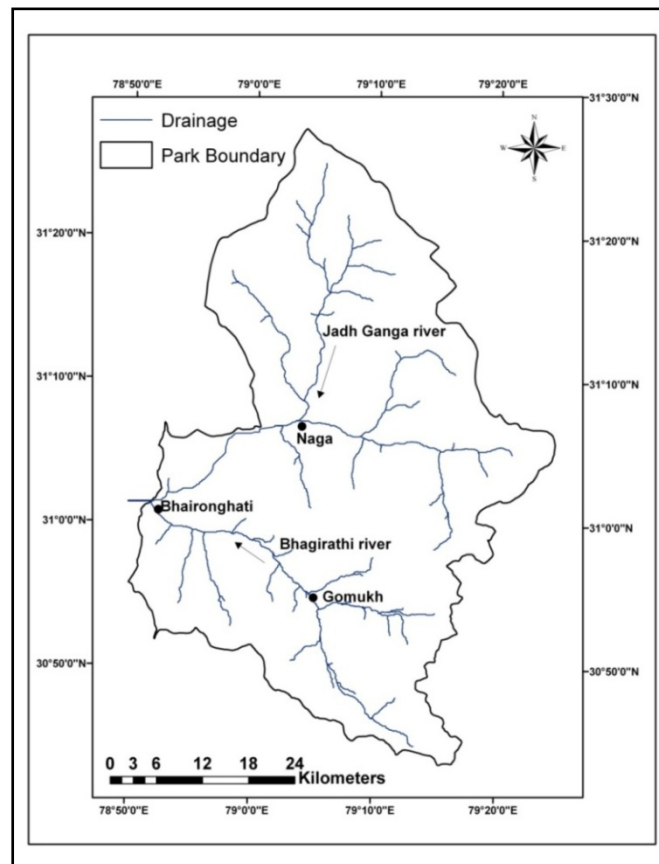 78°50'0"E 79°0'0"E 79°10'0"E 79°20'0"E
31°30'0"N
Drainage
Park Boundary
N
W E
S
31°20'0"N 31°20'0"N
Jadh Ganga river
31°10'0"N 31°10'0"N
Naga
Bhaironghati
31°0'0"N 31°0'0"N
Bhagirathi river
Gomukh
30°50'0"N 30°50'0"N
0 3 6 12 18 24
Kilometers
78°50'0"E 79°0'0"E 79°10'0"E 79°20'0"E